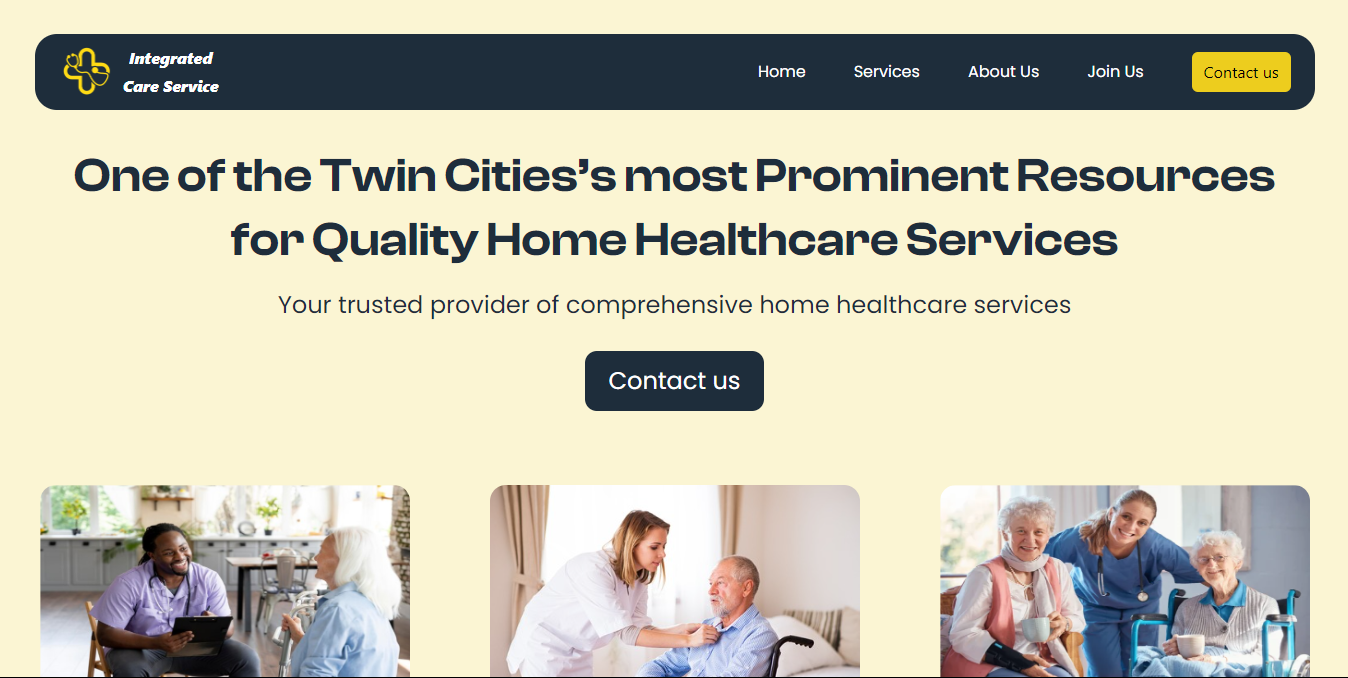 Integrated
Care Service
Home
Services
About Us
Join Us
Contact us
One of the Twin Cities’s most Prominent Resources
for Quality Home Healthcare Services
Your trusted provider of comprehensive home healthcare services
Contact us